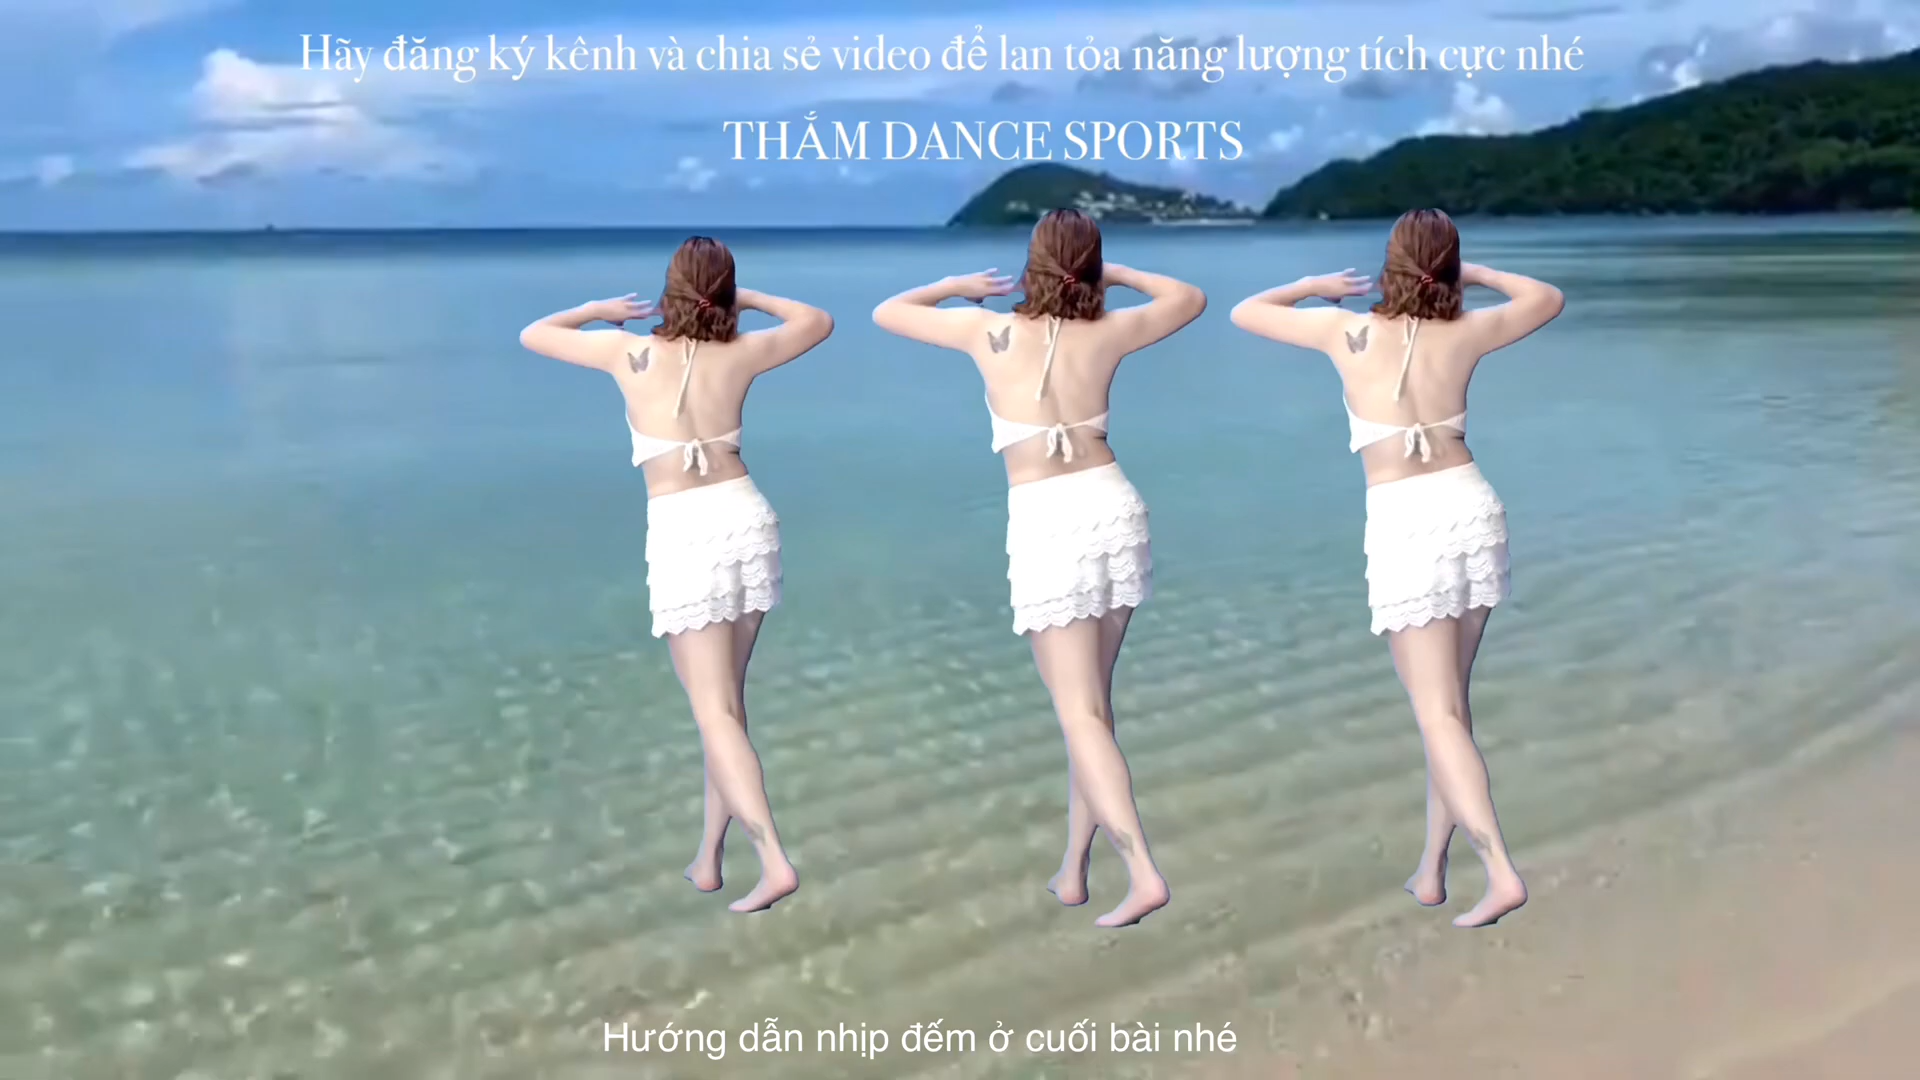 Hãy đăng ký kênh và chia sẻ video để lan tỏa năng lượng tích cực nhé
THẮM DANCE SPORTS
Hướng dẫn nhịp đếm ở cuối bài nhé